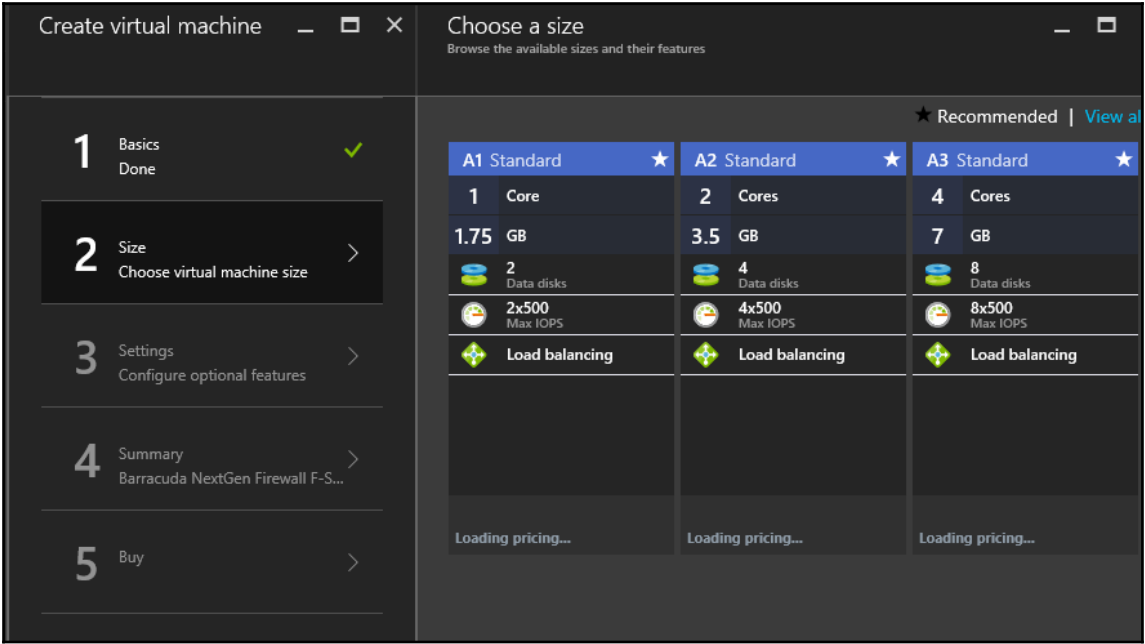 Create virtual machine
1
Basics
Done
2
Size
Choose virtual machine size
3
Settings
Configure optional features
4
Summary
Barracuda NextGen Firewall F-S...
5
Buy
Choose a size
Browse the available sizes and their features
Recommended | View al
A1 Standard
1 Core
1.75 GB
2
Data disks
2x500
Max IOPS
Load balancing
Loading pricing...
A2 Standard
2 Cores
3.5 GB
4
Data disks
4x500
Max IOPS
Load balancing
Loading pricing...
A3 Standard
4 Cores
7 GB
8
Data disks
8x500
Max IOPS
Load balancing
Loading pricing...